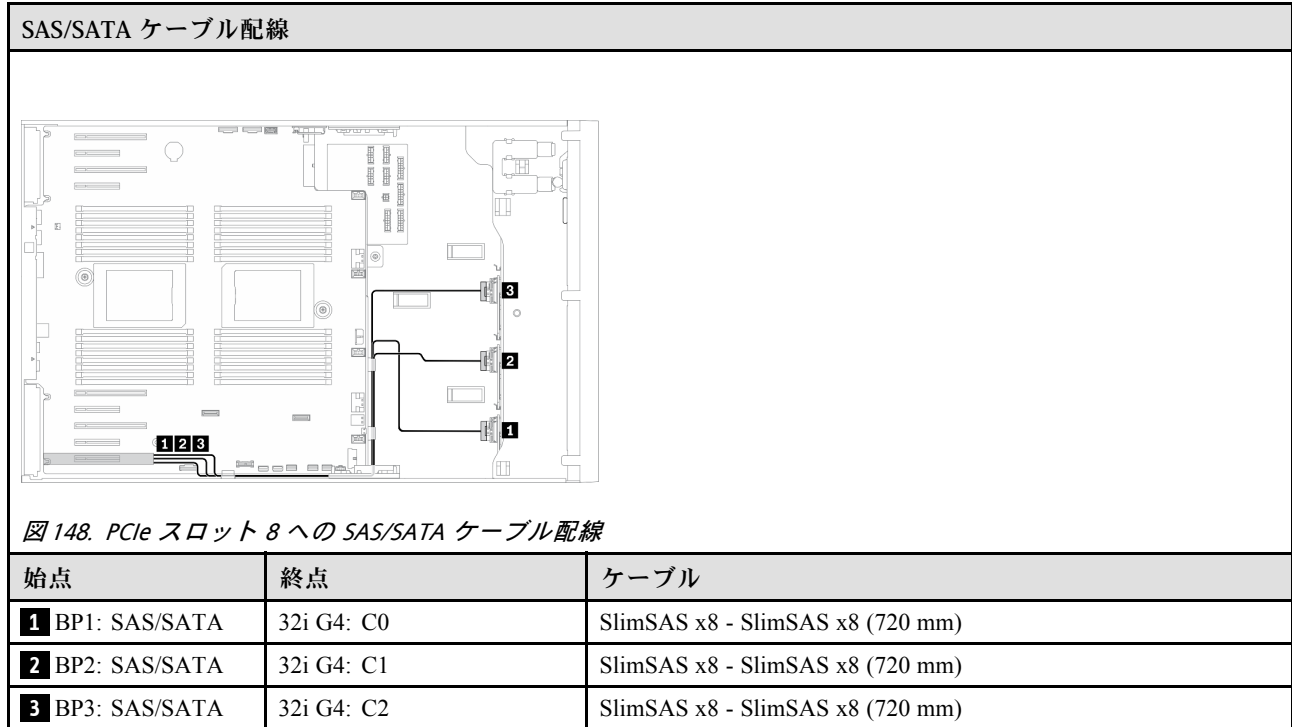 SAS/SATA ケーブル配線
3
2
1
1 2 3
図 148. PCIe スロット 8 への SAS/SATA ケーブル配線
始点 終点 ケーブル
1 BP1: SAS/SATA 32i G4: C0 SlimSAS x8 - SlimSAS x8 (720 mm)
2 BP2: SAS/SATA 32i G4: C1 SlimSAS x8 - SlimSAS x8 (720 mm)
3 BP3: SAS/SATA 32i G4: C2 SlimSAS x8 - SlimSAS x8 (720 mm)